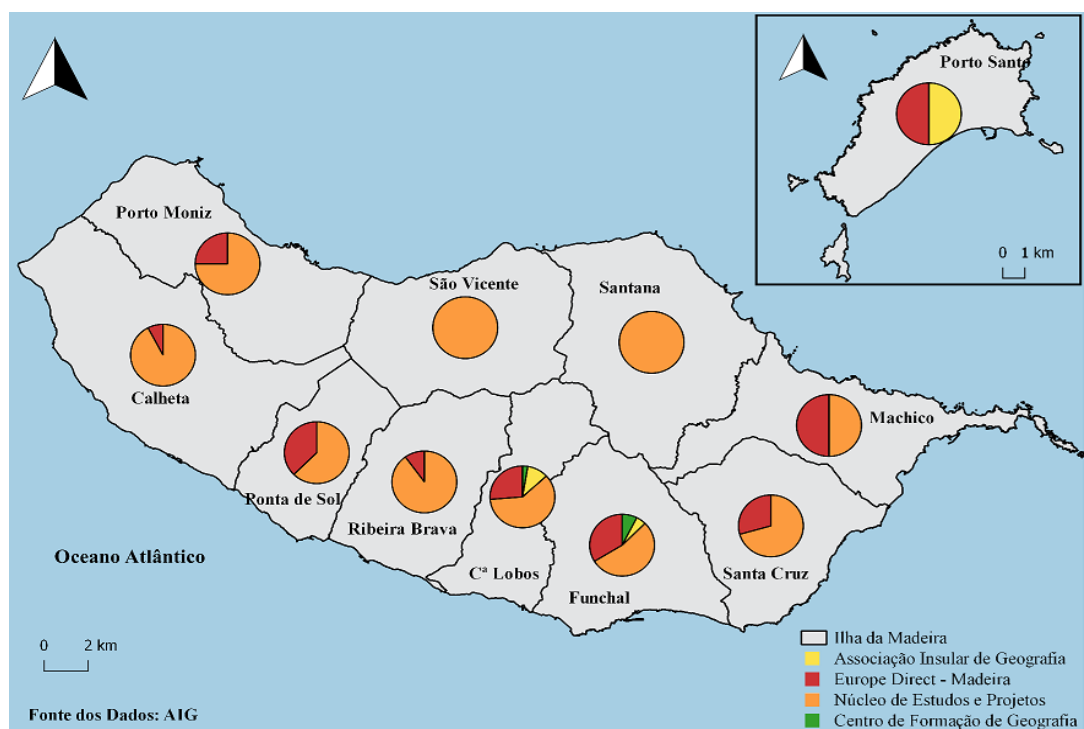 Porto Santo
0 1 km
Porto Moniz
São Vicente
Santana
Calheta
Machico
Ponta de Sol
Ribeira Brava
Cª Lobos
Funchal
Santa Cruz
Oceano Atlântico
0 2 km
Ilha da Madeira
Associação Insular de Geografia
Europe Direct - Madeira
Núcleo de Estudos e Projetos
Centro de Formação de Geografia
Fonte dos Dados: AIG